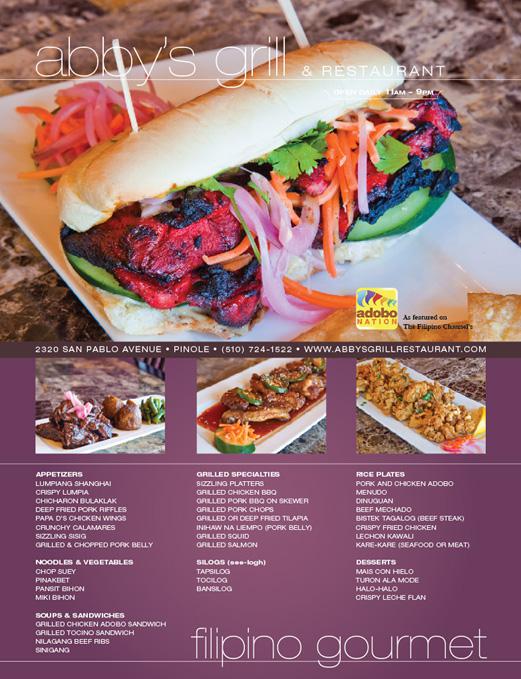 abby's grill & RESTAURANT
OPEN DAILY 11AM – 9PM
adobo
NATION
As featured on
The Filipino Channel's
2320 SAN PABLO AVENUE • PINOLE • (510) 724-1522 • WWW.ABBYSGRILLRESTAURANT.COM
APPETIZERS
LUMPIANG SHANGHAI
CRISPY LUMPIA
CHICHARON BULAKLAK
DEEP FRIED PORK RIFFLES
PAPA D'S CHICKEN WINGS
CRUNCHY CALAMARES
SIZZLING SISIG
GRILLED & CHOPPED PORK BELLY
NOODLES & VEGETABLES
CHOP SUEY
PINAKBET
PANSIT BIHON
MIKI BIHON
SOUPS & SANDWICHES
GRILLED CHICKEN ADOBO SANDWICH
GRILLED TOCINO SANDWICH
NILAGANG BEEF RIBS
SINIGANG
GRILLED SPECIALTIES
SIZZLING PLATTERS
GRILLED CHICKEN BBQ
GRILLED PORK BBQ ON SKEWER
GRILLED PORK CHOPS
GRILLED OR DEEP FRIED TILAPIA
INIHAW NA LIEMPO (PORK BELLY)
GRILLED SQUID
GRILLED SALMON
SILOGS (see-logh)
TAPSILOG
TOCILOG
BANSILOG
RICE PLATES
PORK AND CHICKEN ADOBO
MENUDO
DINUGUAN
BEEF MECHADO
BISTEK TAGALOG (BEEF STEAK)
CRISPY FRIED CHICKEN
LECHON KAWALI
KARE-KARE (SEAFOOD OR MEAT)
DESSERTS
MAIS CON HIELO
TURON ALA MODE
HALO-HALO
CRISPY LECHE FLAN
filipino gourmet